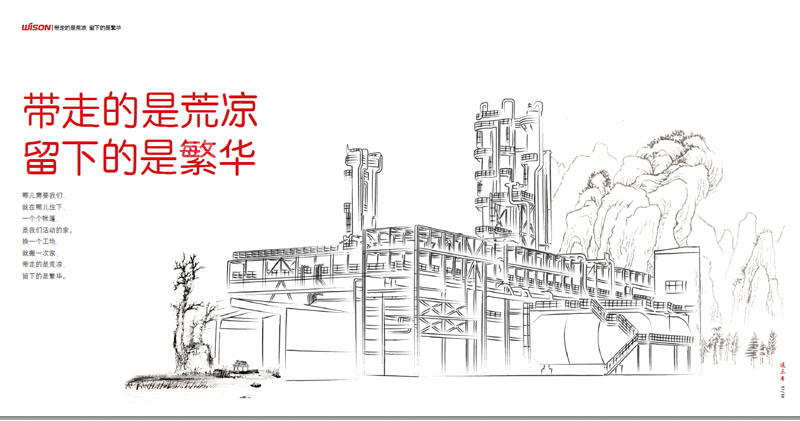 WISON|带走的是荒凉 留下的是繁华
带走的是荒凉
留下的是繁华
哪儿需要我们,
就在哪儿住下,
一个个帐篷,
是我们活动的家。
换一个工地,
就搬一次家,
带走的是荒凉,
留下的是繁华。